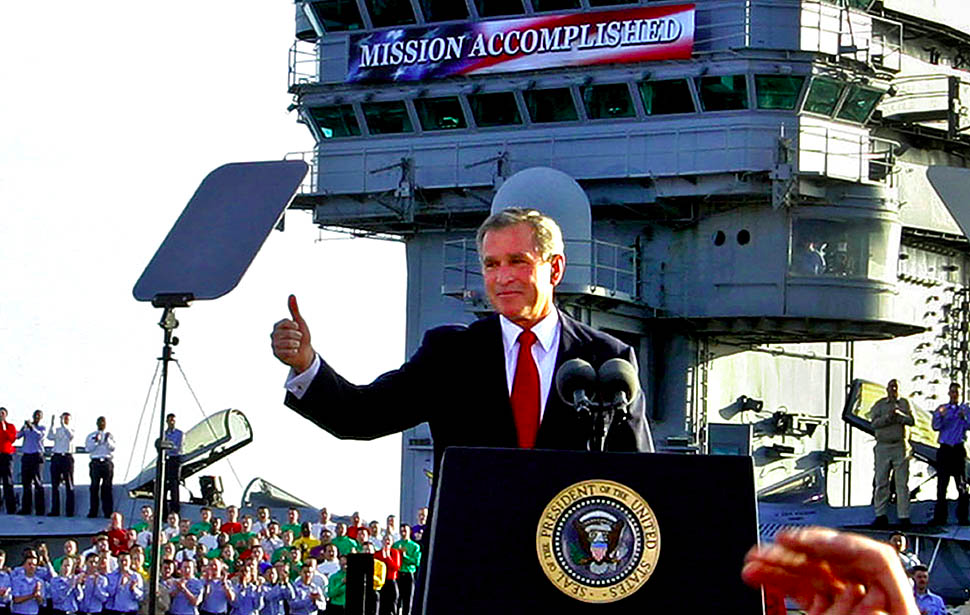 MISSION ACCOMPLISHED
SEAL OF THE PRESIDENT OF THE UNITED STATES